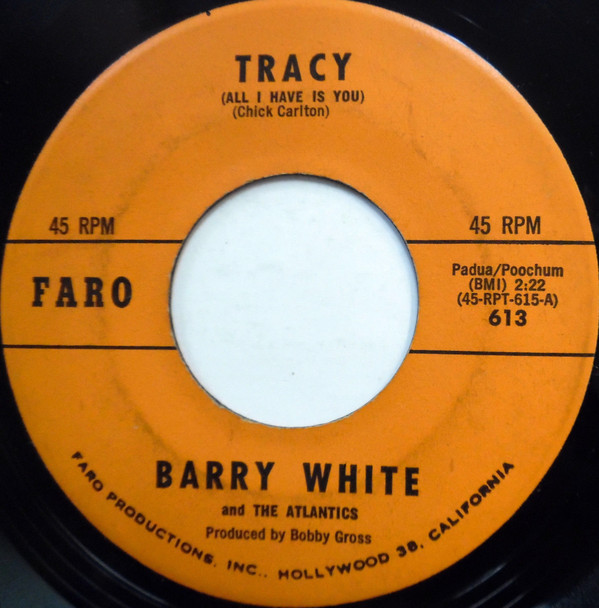 TRACY
(ALL I HAVE IS YOU)
(Chick Carlton)
45 RPM
45 RPM
FARO
Padua/Poochum
(BMI) 2:22
(45-RPT-615-A)
613
BARRY WHITE
and THE ATLANTICS
Produced by Bobby Gross
FARO PRODUCTIONS, INC., HOLLYWOOD 38, CALIFORNIA